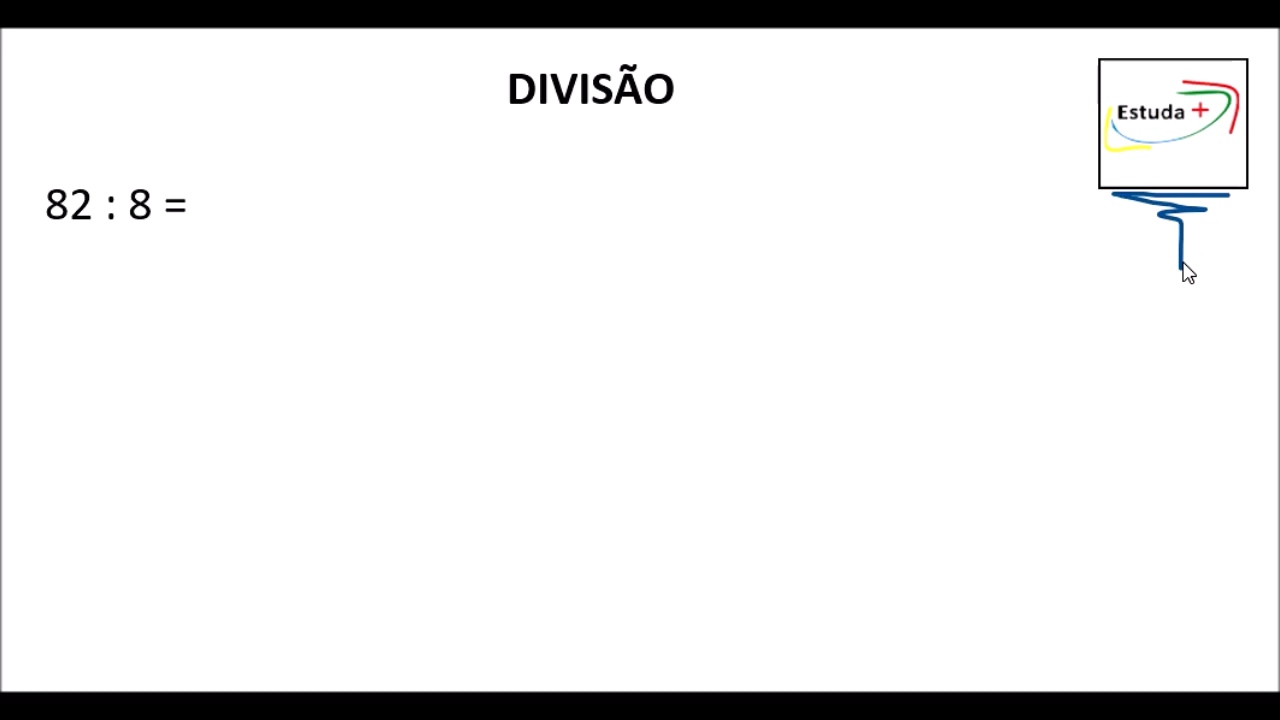 DIVISÃO
Estuda +
82 : 8 =